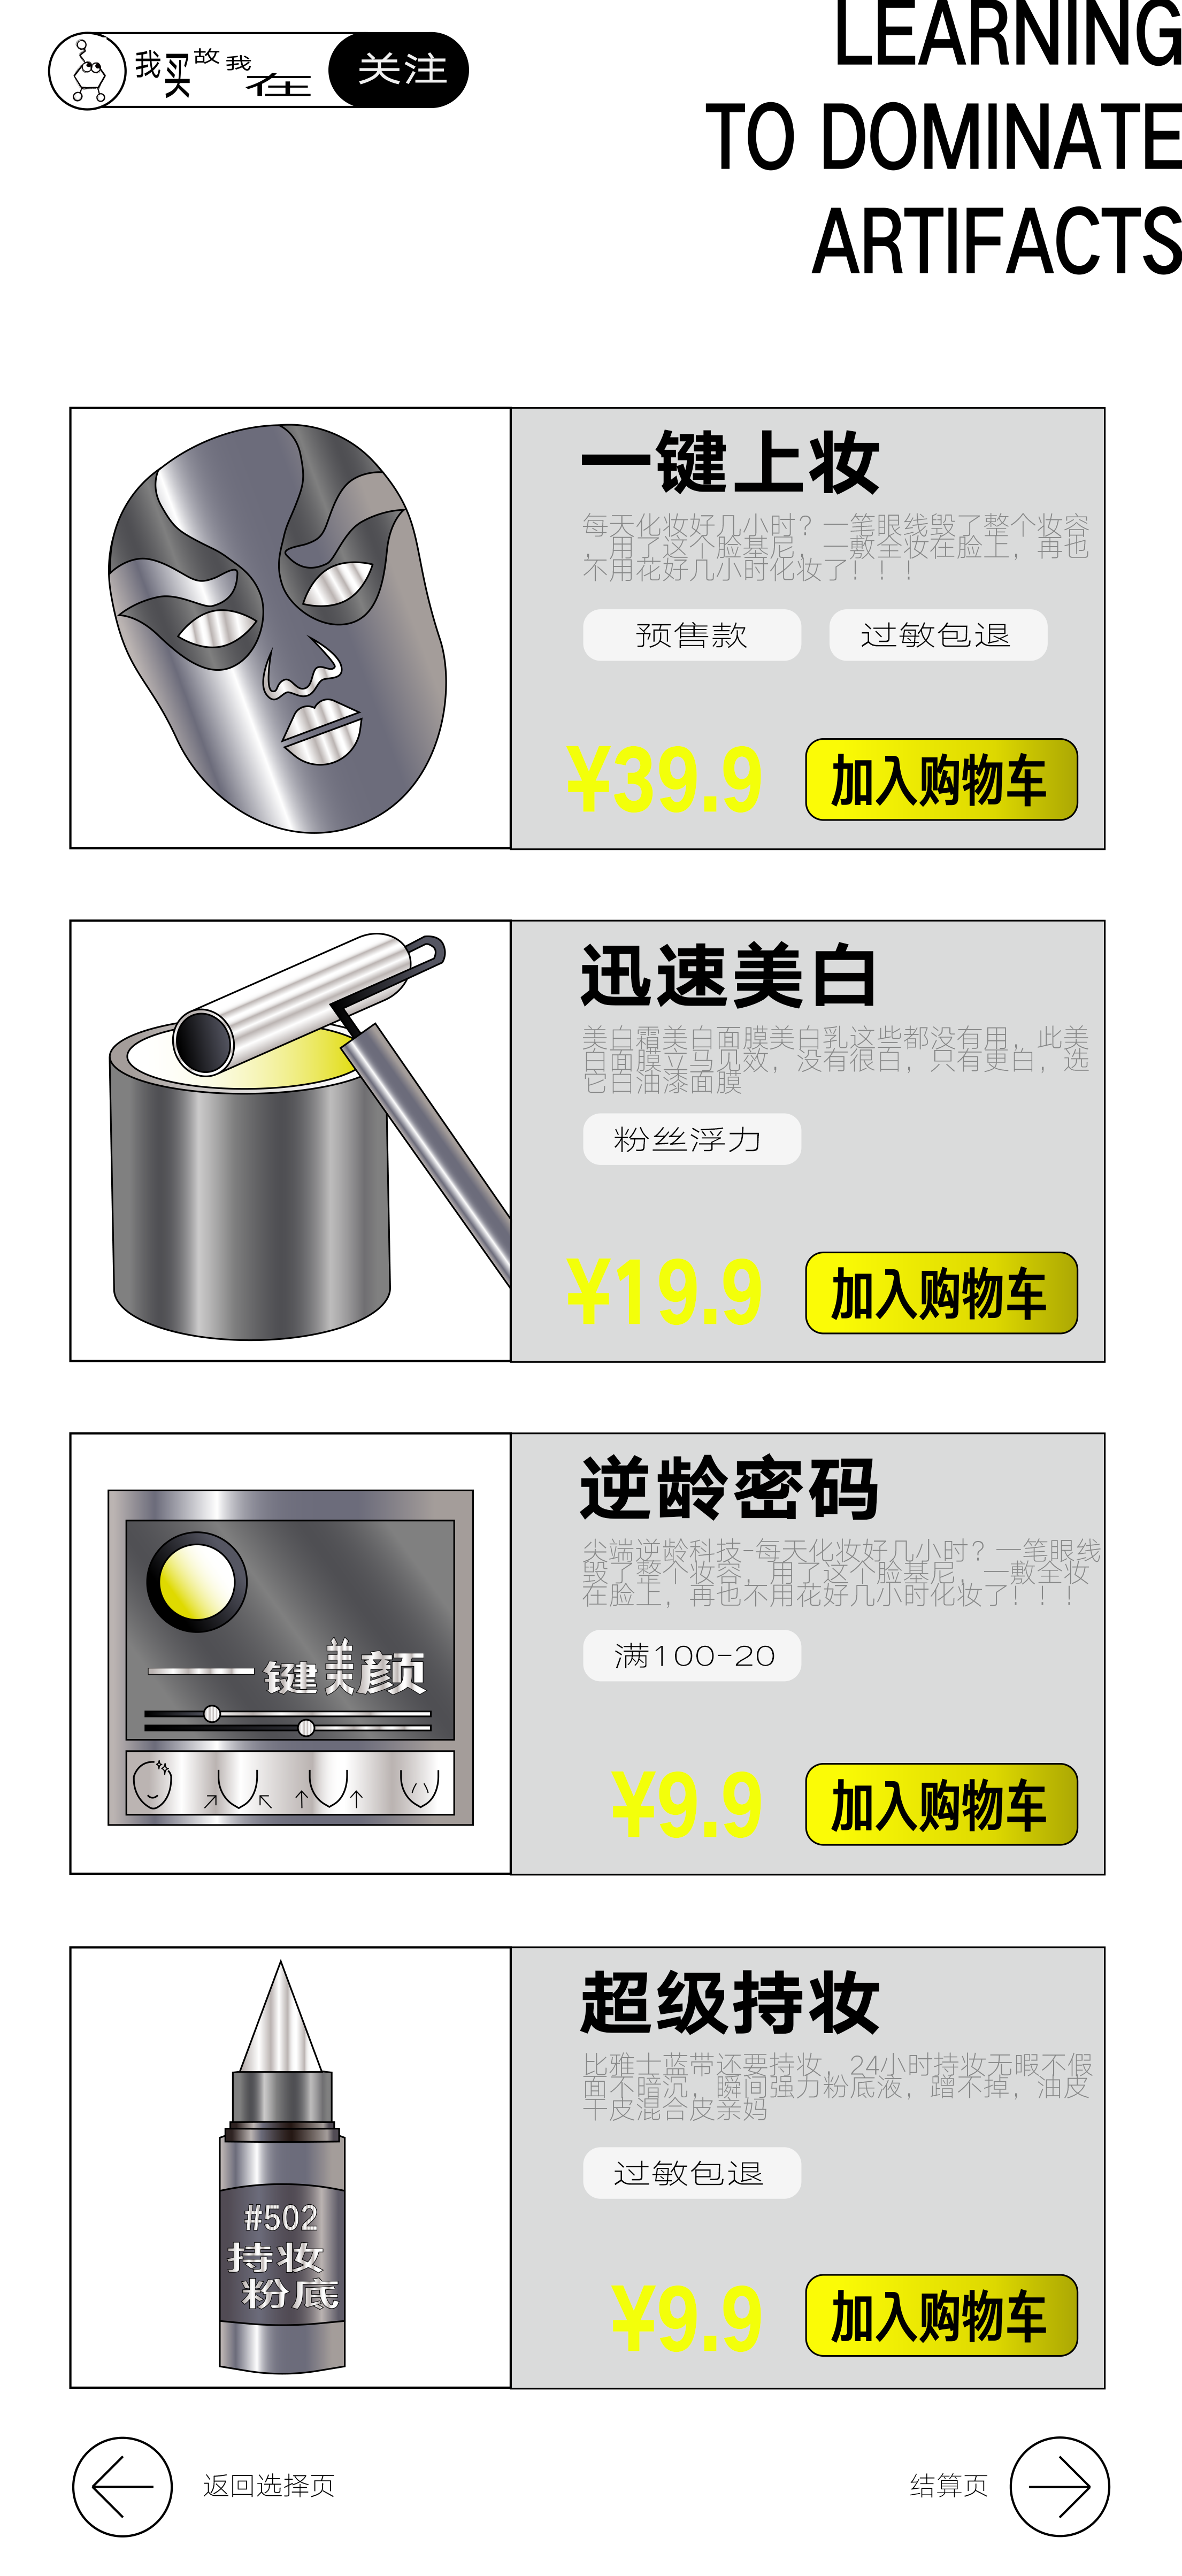 我买故我在
关注
LEARNING
TO DOMINATE
ARTIFACTS
一键上妆
每天化妆好几小时？一笔眼线毁了整个妆容
，用了这个脸基尼，一敷全妆在脸上，再也
不用花好几小时化妆了！！！
预售款
过敏包退
¥39.9
加入购物车
迅速美白
美白霜美白面膜美白乳这些都没有用，此美
白面膜立马见效，没有很白，只有更白，选
它白油漆面膜
粉丝浮力
¥19.9
加入购物车
一键美颜
逆龄密码
尖端逆龄科技-每天化妆好几小时？一笔眼线
毁了整个妆容，用了这个脸基尼，一敷全妆
在脸上，再也不用花好几小时化妆了！！！
满100-20
¥9.9
加入购物车
#502
持妆
粉底
超级持妆
比雅士蓝带还要持妆，24小时持妆无暇不假
面不暗沉，瞬间强力粉底液，蹭不掉，油皮
干皮混合皮亲妈
过敏包退
¥9.9
加入购物车
返回选择页
结算页